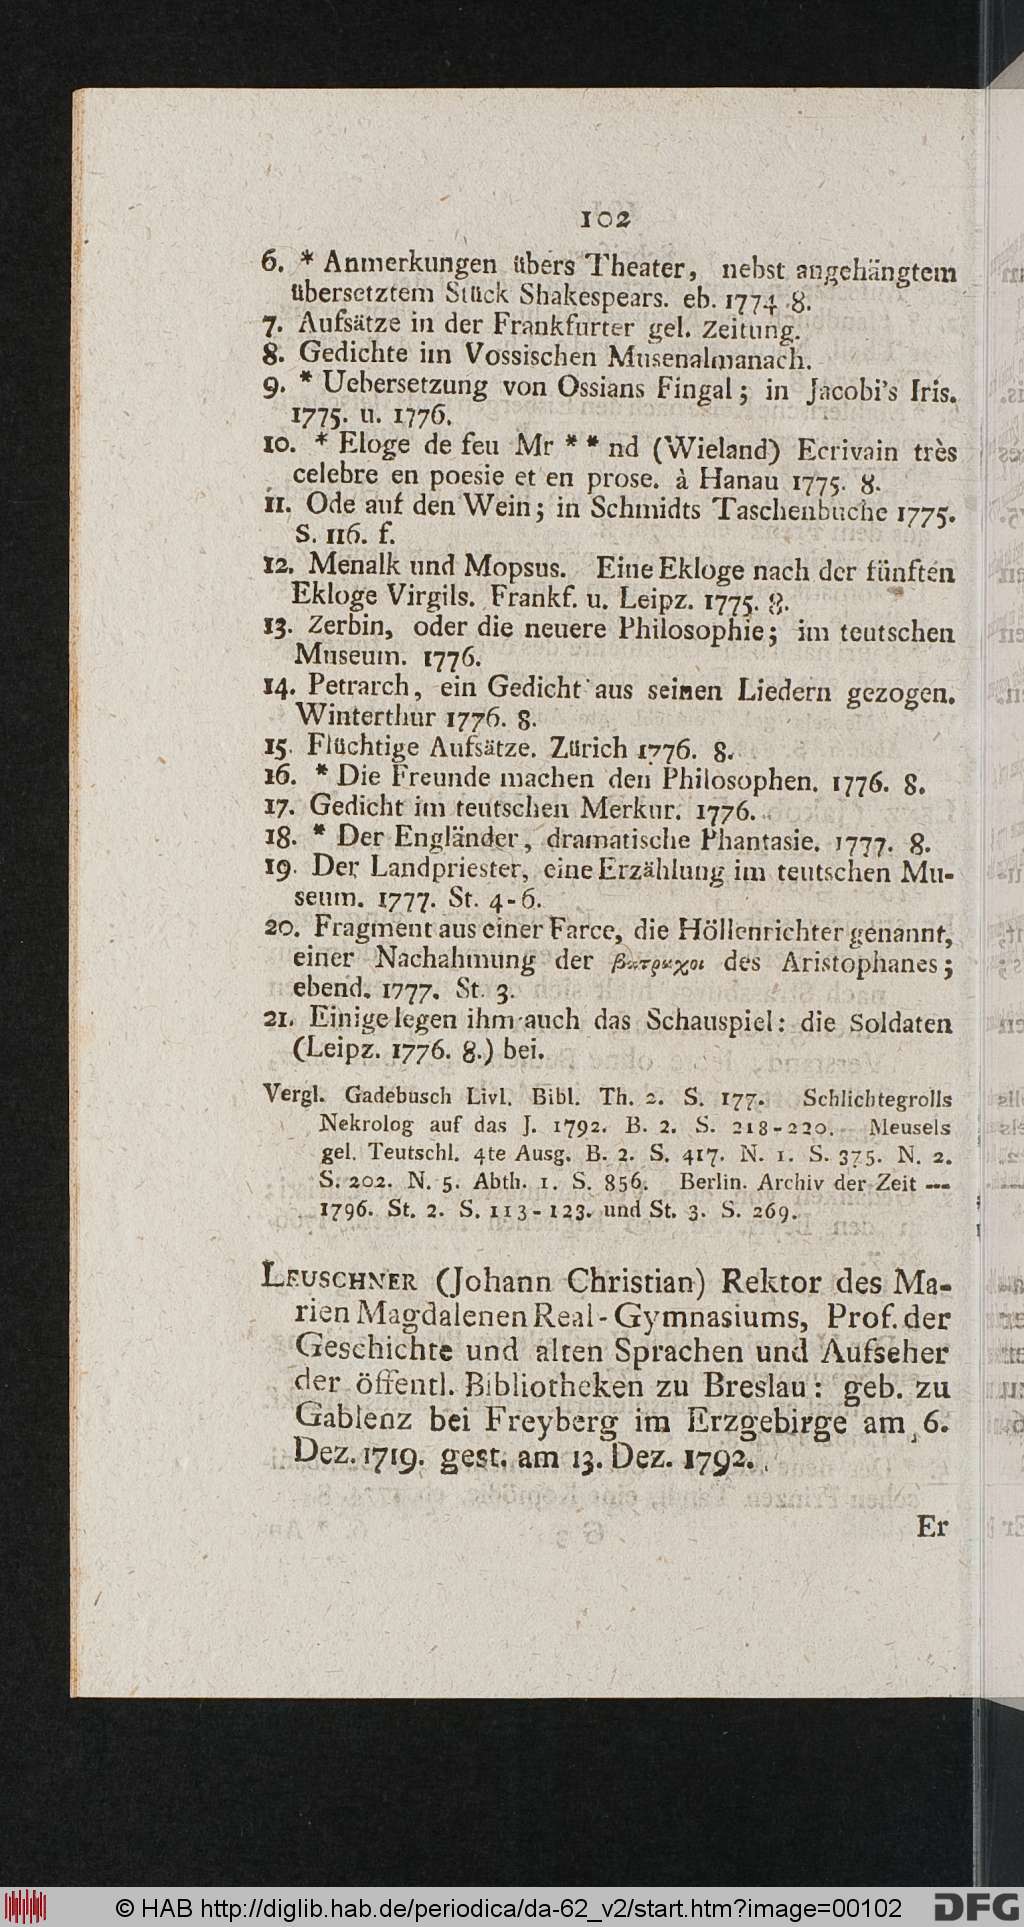 102
6. * Anmerkungen übers Theater, nebst angehängtem
übersetztem Stück Shakespears. eb. 1774 8.
7. Aufsätze in der Frankfurter gel. Zeitung.
8. Gedichte im Vossischen Musenalmanach.
9. * Uebersetzung von Ossians Fingal; in Jacobi's Iris.
1775. u. 1776.
10. * Eloge de feu Mr * * nd (Wieland) Ecrivain très
celebre en poesie et en prose. à Hanau 1775. 8.
11. Ode auf den Wein; in Schmidts Taschenbuche 1775.
S. 116. f.
12. Menalk und Mopsus. Eine Ekloge nach der fünften
Ekloge Virgils. Frankf. u. Leipz. 1775. 8.
13. Zerbin, oder die neuere Philosophie; im teutschen
Museum. 1776.
14. Petrarch, ein Gedicht aus seinen Liedern gezogen.
Winterthur 1776. 8.
15. Flüchtige Aufsätze. Zürich 1776. 8.
16. * Die Freunde machen den Philosophen. 1776. 8.
17. Gedicht im teutschen Merkur. 1776.
18. * Der Engländer, dramatische Phantasie. 1777. 8.
19. Der Landpriester, eine Erzählung im teutschen Mu-
seum. 1777. St. 4-6.
20. Fragment aus einer Farce, die Höllenrichter genannt,
einer Nachahmung der βατραχοι des Aristophanes;
ebend. 1777. St. 3.
21. Einige legen ihm auch das Schauspiel: die Soldaten
(Leipz. 1776. 8.) bei.
Vergl. Gadebusch Livl. Bibl. Th. 2. S. 177. Schlichtegrolls
Nekrolog auf das J. 1792. B. 2. S. 218-220. Meusels
gel. Teutschl. 4te Ausg. B. 2. S. 417. N. 1. S. 375. N. 2.
S. 202. N. 5. Abth. 1. S. 856. Berlin. Archiv der Zeit —
1796. St. 2. S. 113-123. und St. 3. S. 269.
LEUSCHNER (Johann Christian) Rektor des Ma-
rien Magdalenen Real-Gymnasiums, Prof. der
Geschichte und alten Sprachen und Aufseher
der öffentl. Bibliotheken zu Breslau: geb. zu
Gablenz bei Freyberg im Erzgebirge am 6.
Dez. 1719. gest. am 13. Dez. 1792.
Er
© HAB http://diglib.hab.de/periodica/da-62_v2/start.htm?image=00102
DFG